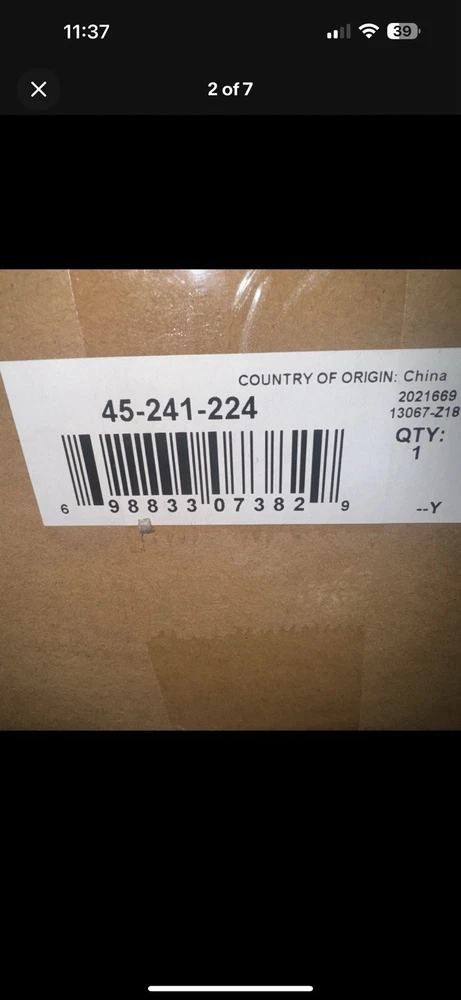 11:37
39
2 of 7
COUNTRY OF ORIGIN: China
45-241-224
2021669
13067-Z18
QTY:
1
6 98833 07382 9
--Y